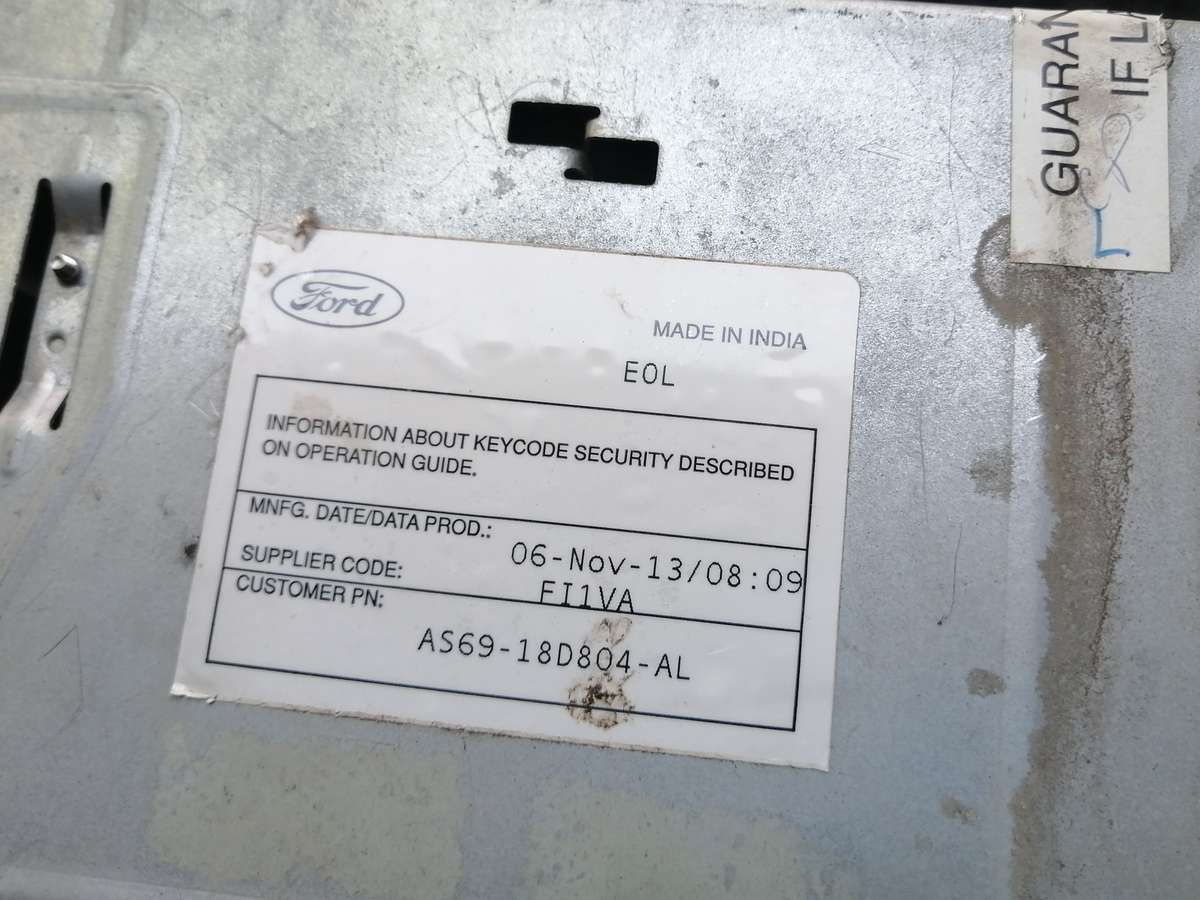 GUARAN
IF L
Ford
MADE IN INDIA
EOL
INFORMATION ABOUT KEYCODE SECURITY DESCRIBED
ON OPERATION GUIDE.
MNFG. DATE/DATA PROD.:
06-Nov-13/08:09
SUPPLIER CODE:
FI1VA
CUSTOMER PN:
AS69-18D804-AL